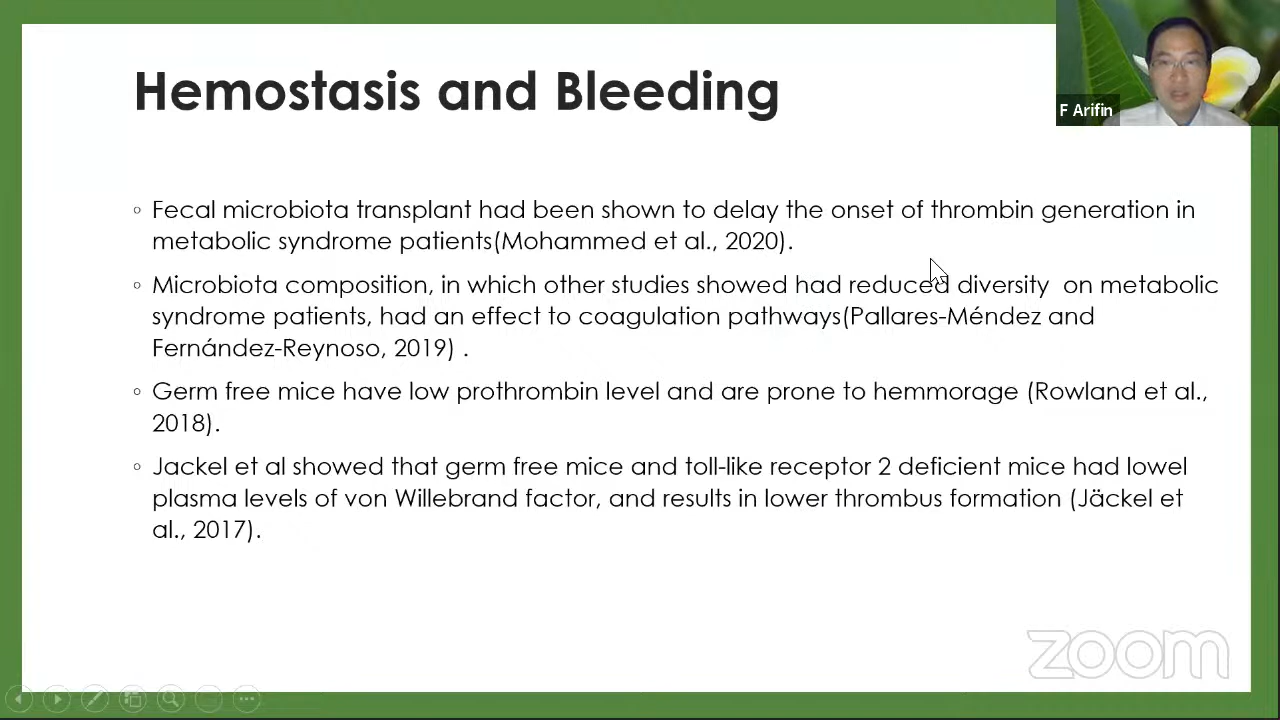 Hemostasis and Bleeding
F Arifin
Fecal microbiota transplant had been shown to delay the onset of thrombin generation in
metabolic syndrome patients(Mohammed et al., 2020).
Microbiota composition, in which other studies showed had reduced diversity on metabolic
syndrome patients, had an effect to coagulation pathways(Pallares-Méndez and
Fernández-Reynoso, 2019) .
Germ free mice have low prothrombin level and are prone to hemmorage (Rowland et al.,
2018).
Jackel et al showed that germ free mice and toll-like receptor 2 deficient mice had lowel
plasma levels of von Willebrand factor, and results in lower thrombus formation (Jäckel et
al., 2017).
zoom